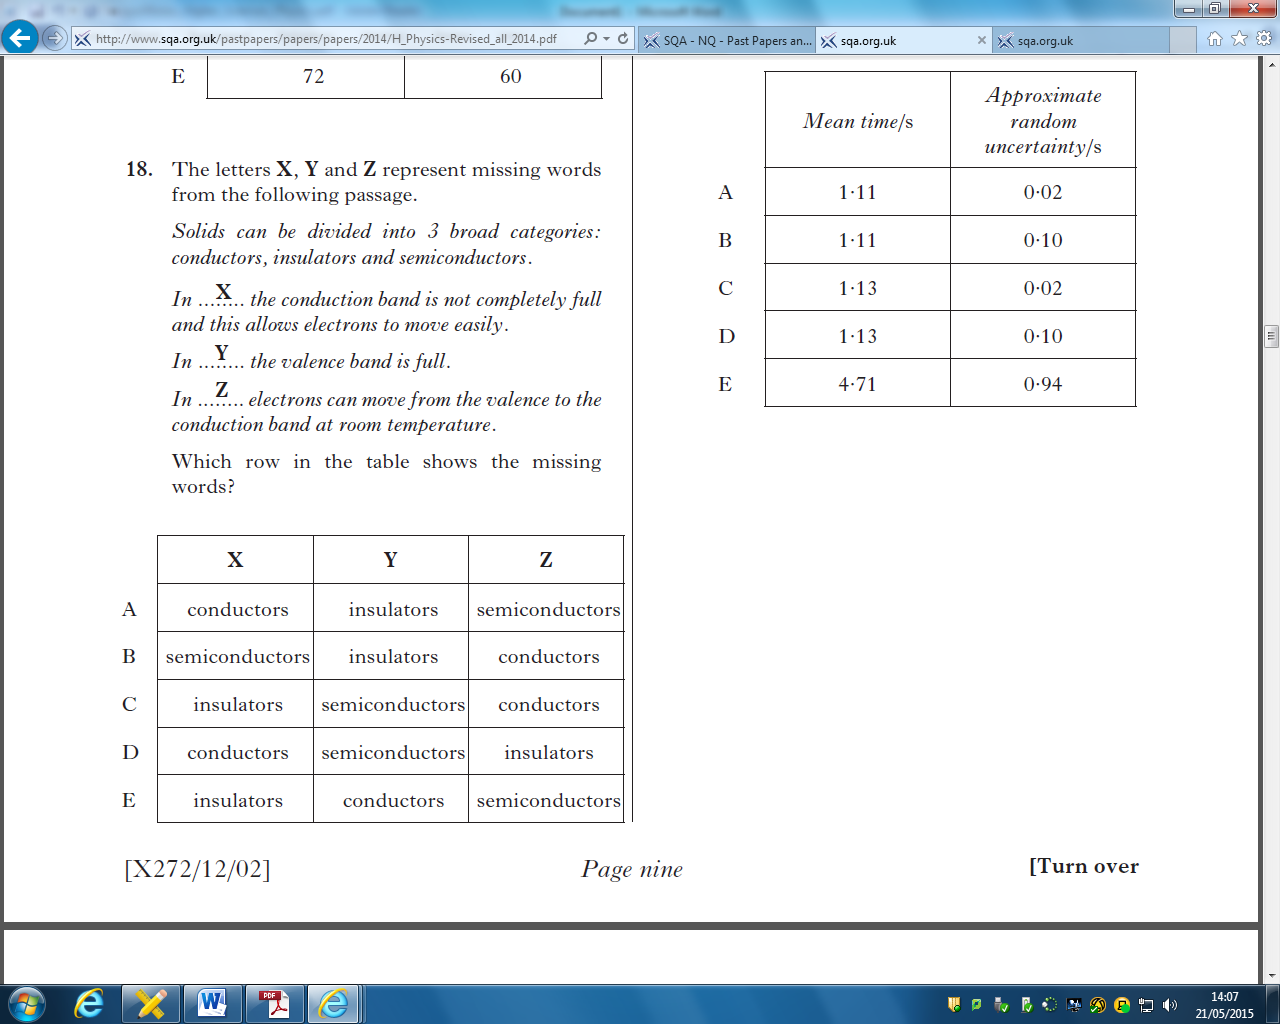 http://www.sqa.org.uk/pastpapers/papers/papers/2014/H_Physics-Revised_all_2014.pdf
SQA - NQ - Past Papers an...
sqa.org.uk
sqa.org.uk
E 72 60
18. The letters X, Y and Z represent missing words
from the following passage.
Solids can be divided into 3 broad categories:
conductors, insulators and semiconductors.
In ...X..... the conduction band is not completely full
and this allows electrons to move easily.
In ...Y..... the valence band is full.
In ...Z..... electrons can move from the valence to the
conduction band at room temperature.
Which row in the table shows the missing
words?
X Y Z
A conductors insulators semiconductors
B semiconductors insulators conductors
C insulators semiconductors conductors
D conductors semiconductors insulators
E insulators conductors semiconductors
Mean time/s
Approximate
random
uncertainty/s
A 1·11 0·02
B 1·11 0·10
C 1·13 0·02
D 1·13 0·10
E 4·71 0·94
[X272/12/02]
Page nine
[Turn over
PDF
14:07
21/05/2015